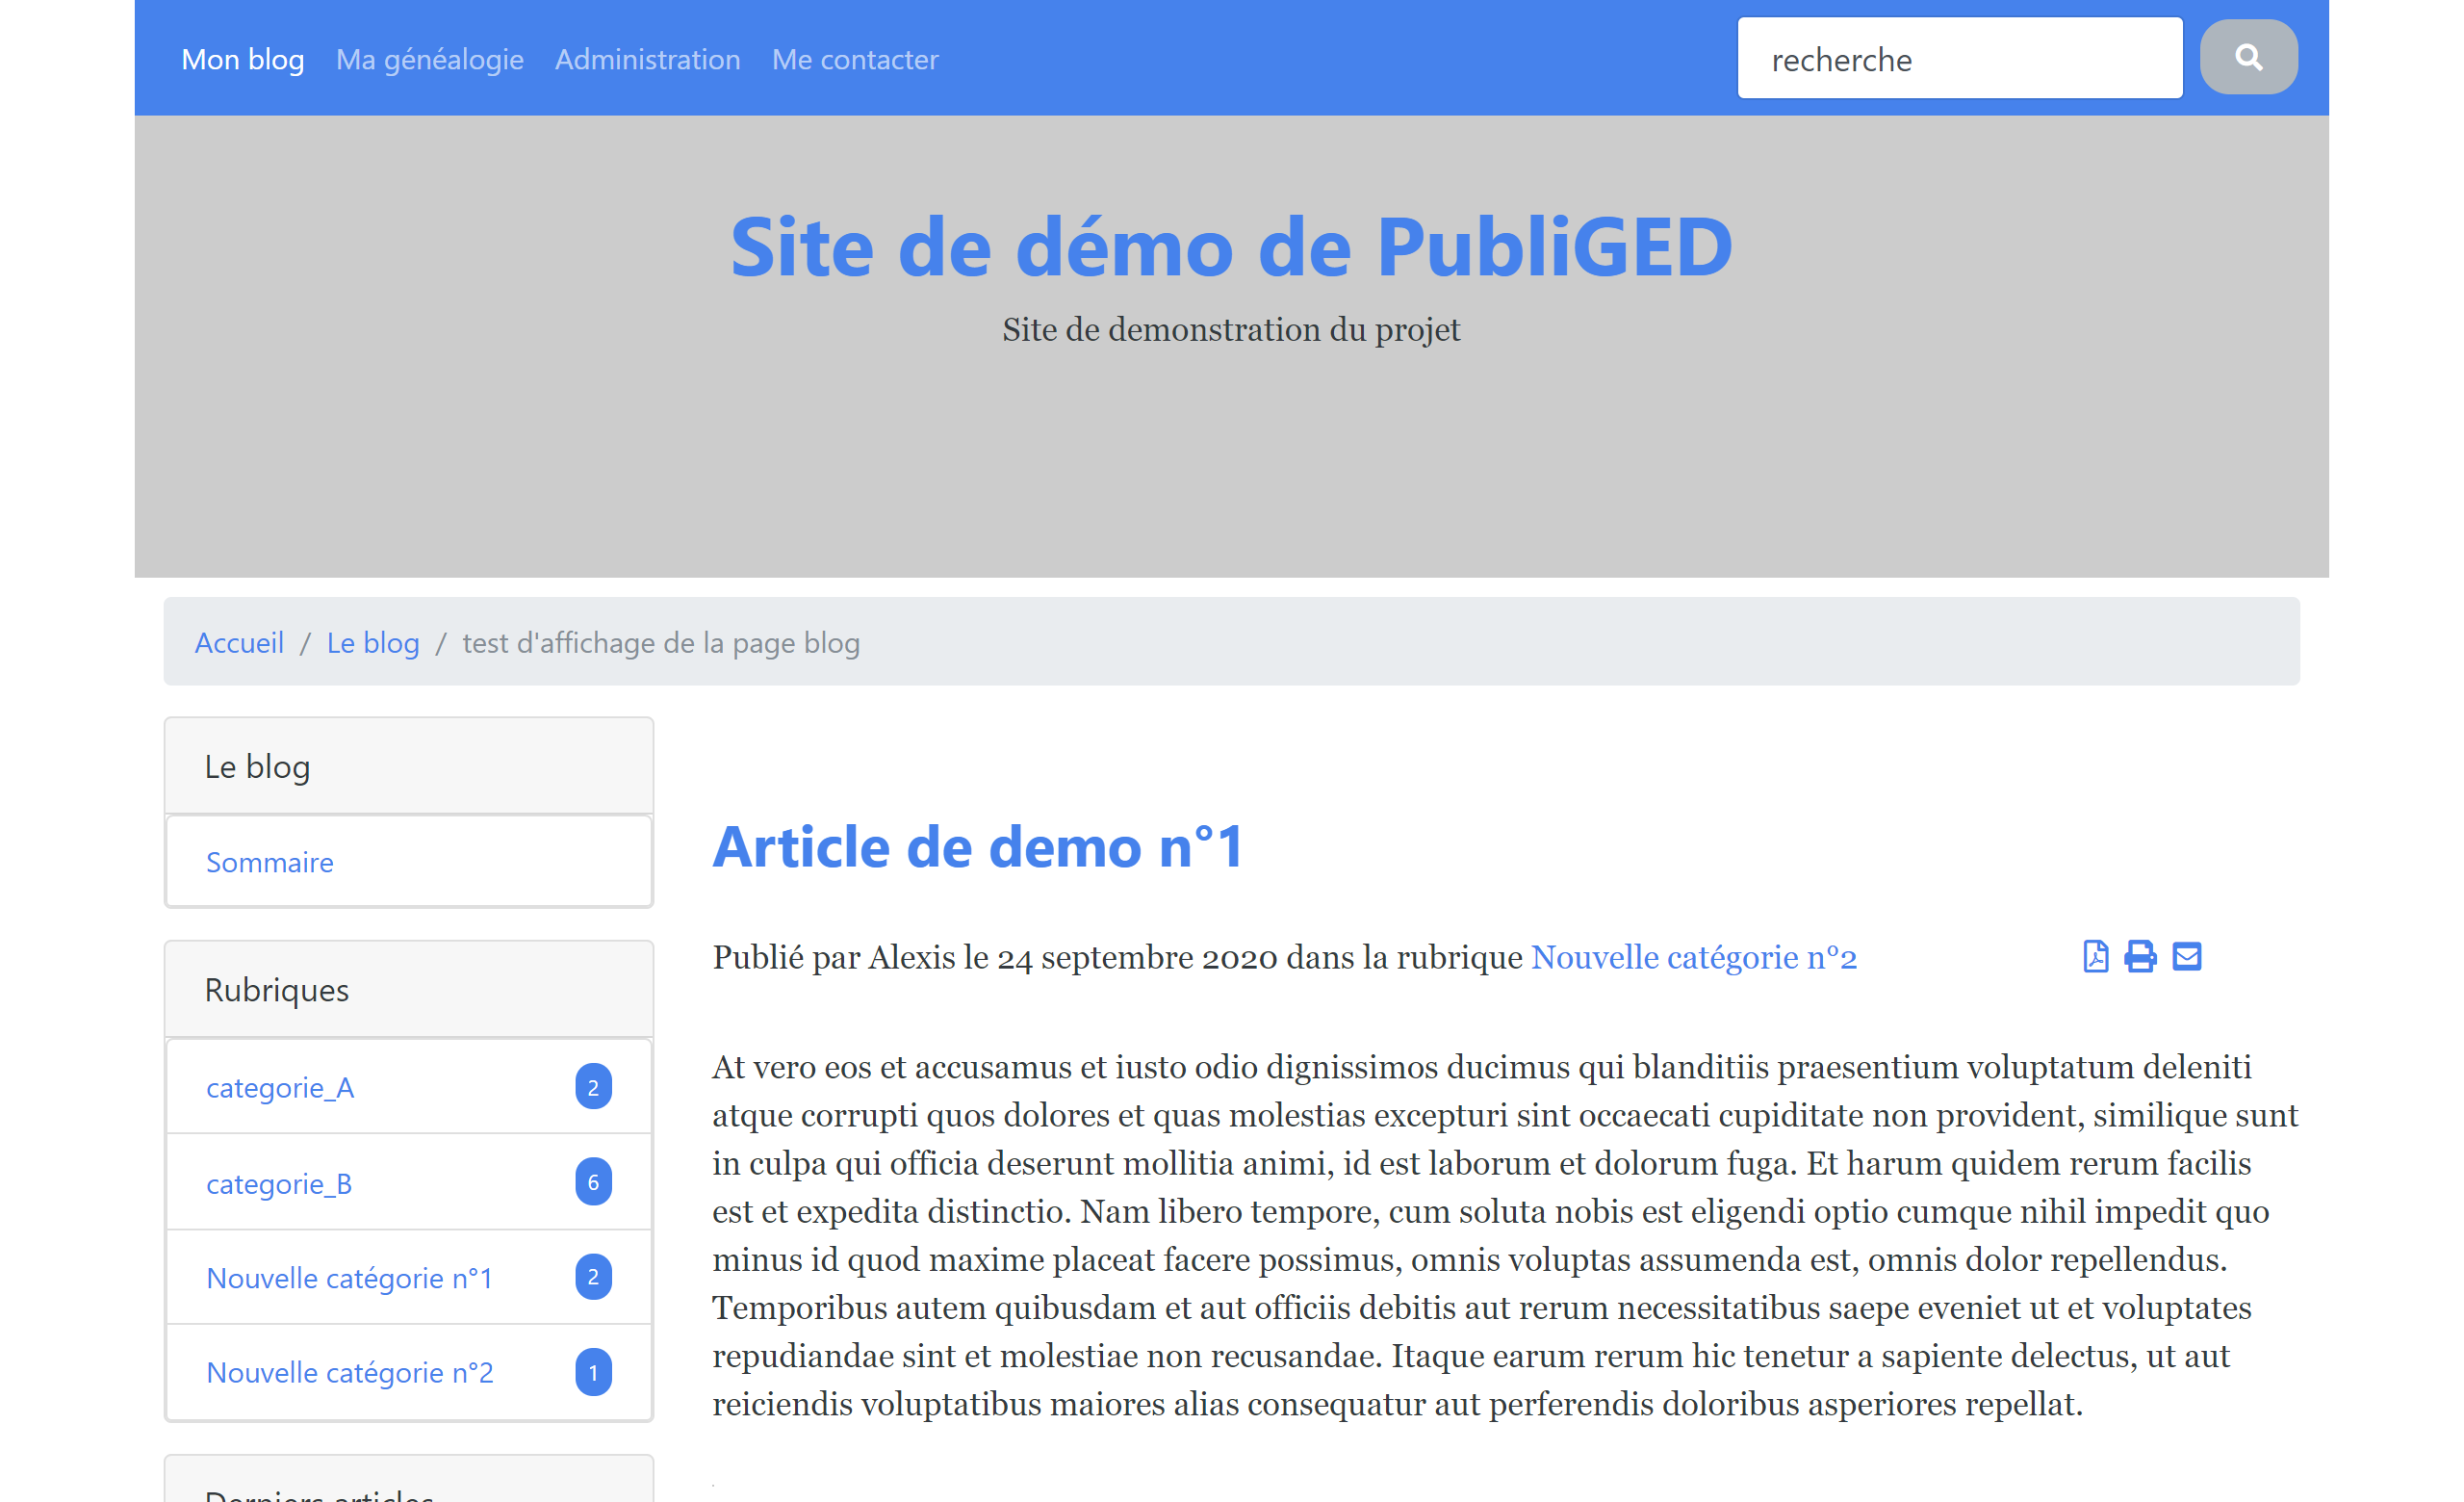 Mon blog Ma généalogie Administration Me contacter recherche
Site de démo de PubliGED
Site de demonstration du projet
Accueil / Le blog / test d'affichage de la page blog
Le blog
Sommaire
Rubriques
categorie_A 2
categorie_B 6
Nouvelle catégorie n°1 2
Nouvelle catégorie n°2 1
Derniers articles
Article de demo n°1
Publié par Alexis le 24 septembre 2020 dans la rubrique Nouvelle catégorie n°2
At vero eos et accusamus et iusto odio dignissimos ducimus qui blanditiis praesentium voluptatum deleniti
atque corrupti quos dolores et quas molestias excepturi sint occaecati cupiditate non provident, similique sunt
in culpa qui officia deserunt mollitia animi, id est laborum et dolorum fuga. Et harum quidem rerum facilis
est et expedita distinctio. Nam libero tempore, cum soluta nobis est eligendi optio cumque nihil impedit quo
minus id quod maxime placeat facere possimus, omnis voluptas assumenda est, omnis dolor repellendus.
Temporibus autem quibusdam et aut officiis debitis aut rerum necessitatibus saepe eveniet ut et voluptates
repudiandae sint et molestiae non recusandae. Itaque earum rerum hic tenetur a sapiente delectus, ut aut
reiciendis voluptatibus maiores alias consequatur aut perferendis doloribus asperiores repellat.